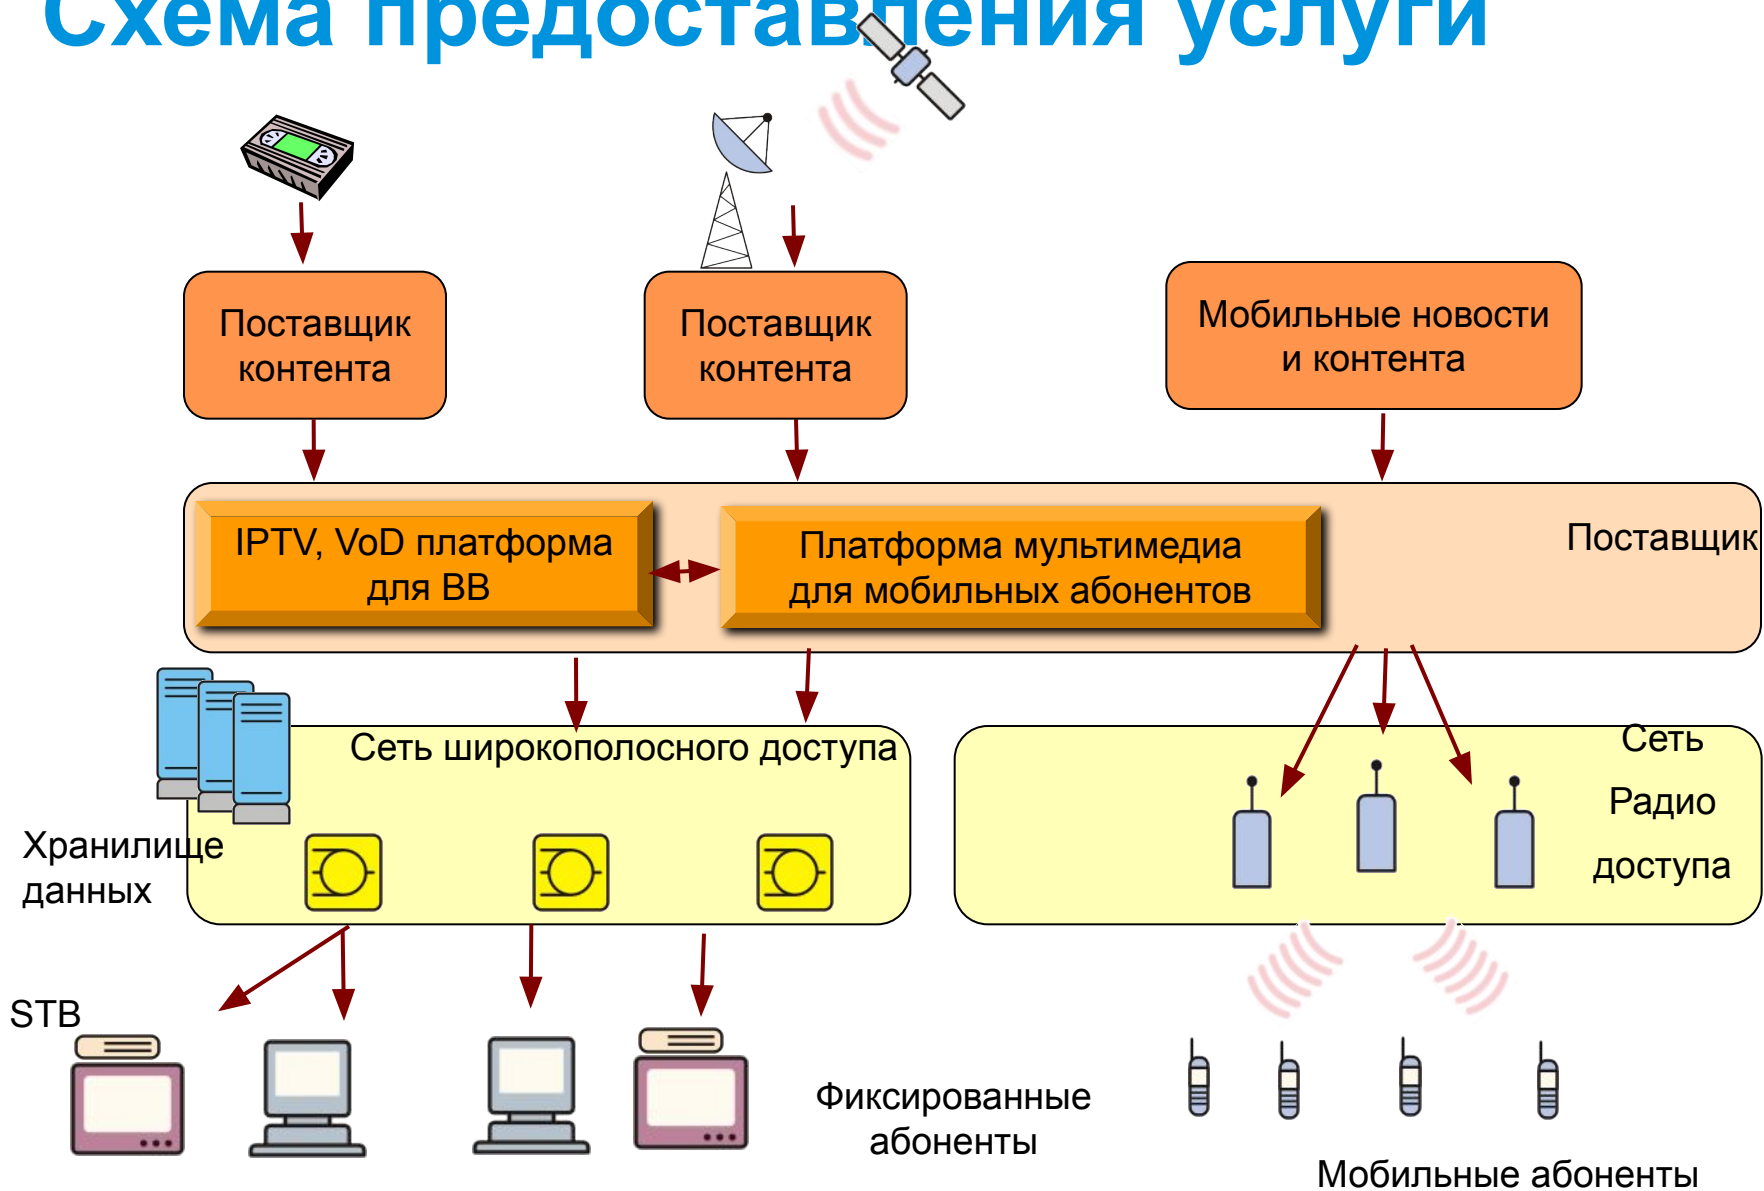 Схема предоставления услуги
Поставщик
контента
Поставщик
контента
Мобильные новости
и контента
IPTV, VoD платформа
для BB
Платформа мультимедиа
для мобильных абонентов
Поставщик
Сеть широкополосного доступа
Сеть
Радио
доступа
Хранилище
данных
STB
Фиксированные
абоненты
Мобильные абоненты